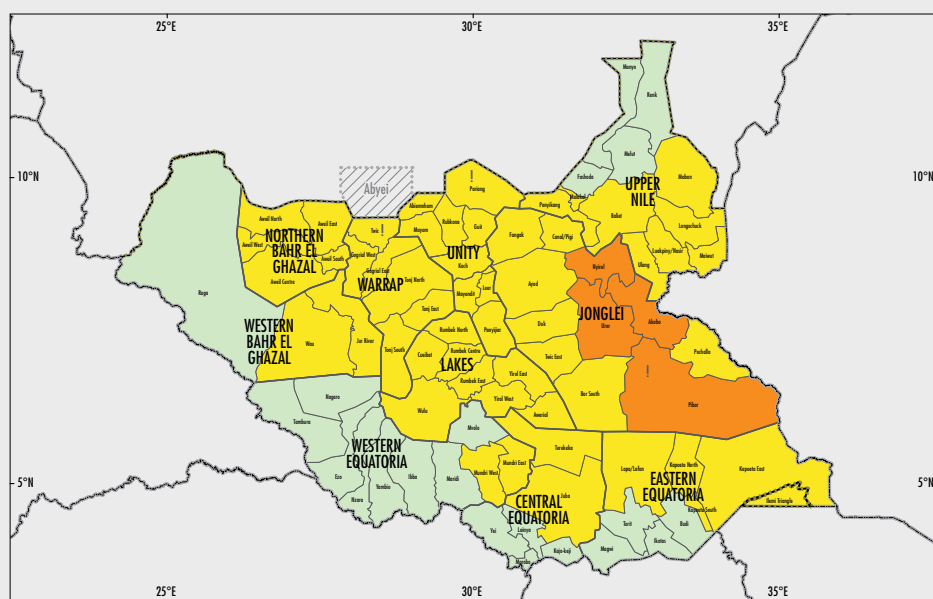 25°E
30°E
35°E
10°N
10°N
5°N
5°N
25°E
30°E
35°E
Manyo
Renk
Melut
Fashoda
Maban
UPPER
NILE
Malakal
Panyikang
Baliet
Longochuk
Luakpiny/Nasir
Maiwut
Ulang
Abyei
!
Pariang
Abiemnhom
Rubkona
Mayom
Guit
UNITY
Koch
Mayendit
Leer
Panyijiar
Aweil North
Aweil East
Aweil West
Aweil South
Aweil Centre
NORTHERN
BAHR EL
GHAZAL
Twic
!
Gogrial West
Gogrial East
Tonj North
WARRAP
Tonj East
Tonj South
Fangak
Canal/Pigi
Ayod
Nyirol
JONGLEI
Uror
Akobo
Duk
Pochalla
Twic East
!
Pibor
Bor South
Raga
WESTERN
BAHR EL
GHAZAL
Wau
Jur River
Rumbek North
Cueibet
Rumbek Centre
LAKES
Rumbek East
Yirol East
Yirol West
Wulu
Awerial
Nagero
Tambura
Mvolo
WESTERN
EQUATORIA
Ezo
Nzara
Yambio
Ibba
Maridi
Mundri West
Mundri East
Terekeka
CENTRAL
EQUATORIA
Juba
Yei
Lainya
Morobo
Kajo-keji
Lopa/Lafon
Kapoeta North
Kapoeta East
EASTERN
EQUATORIA
Kapoeta South
Ilemi Triangle
Torit
Budi
Ikotos
Magwi